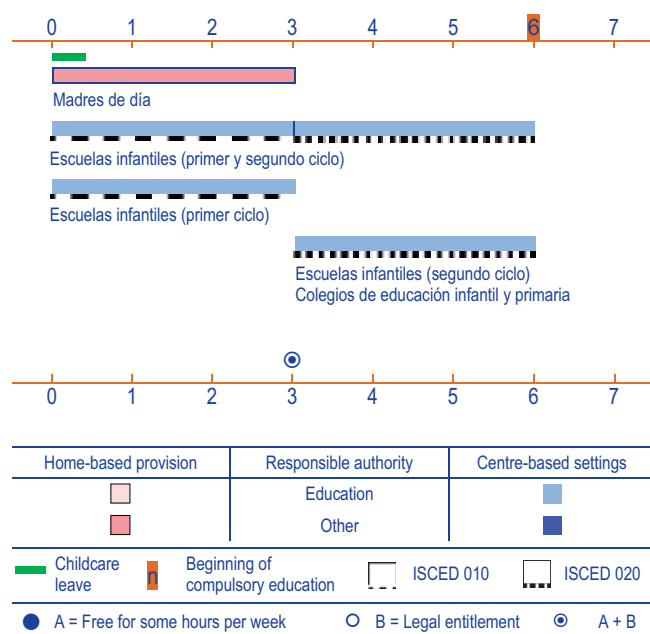 0 1 2 3 4 5 6 7
Madres de día
Escuelas infantiles (primer y segundo ciclo)
Escuelas infantiles (primer ciclo)
Escuelas infantiles (segundo ciclo)
Colegios de educación infantil y primaria
0 1 2 3 4 5 6 7
Home-based provision Responsible authority Centre-based settings
Education
Other
Childcare
leave
n
Beginning of
compulsory education
ISCED 010
ISCED 020
A = Free for some hours per week B = Legal entitlement A + B